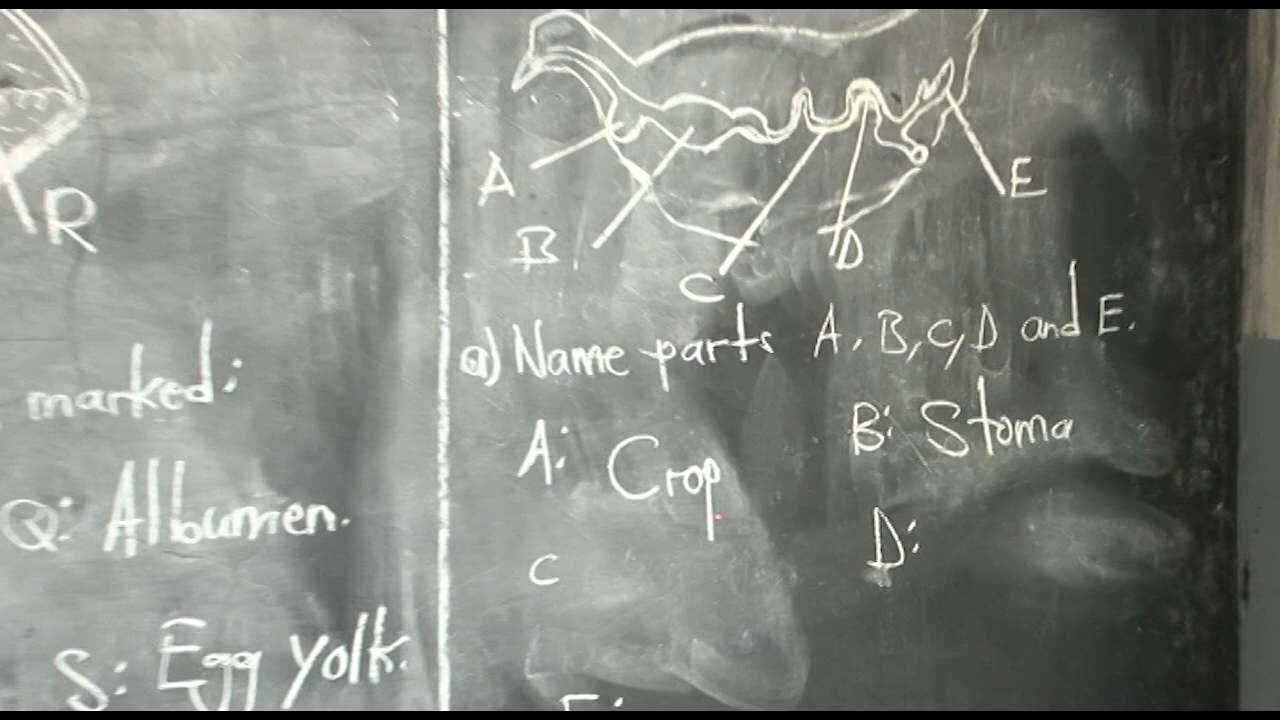 R
marked:
Q: Albumen.
S: Egg Yolk.
A
B
C
D
E
a) Name parts A, B, C, D and E.
A: Crop
B: Stoma
C
D:
E: